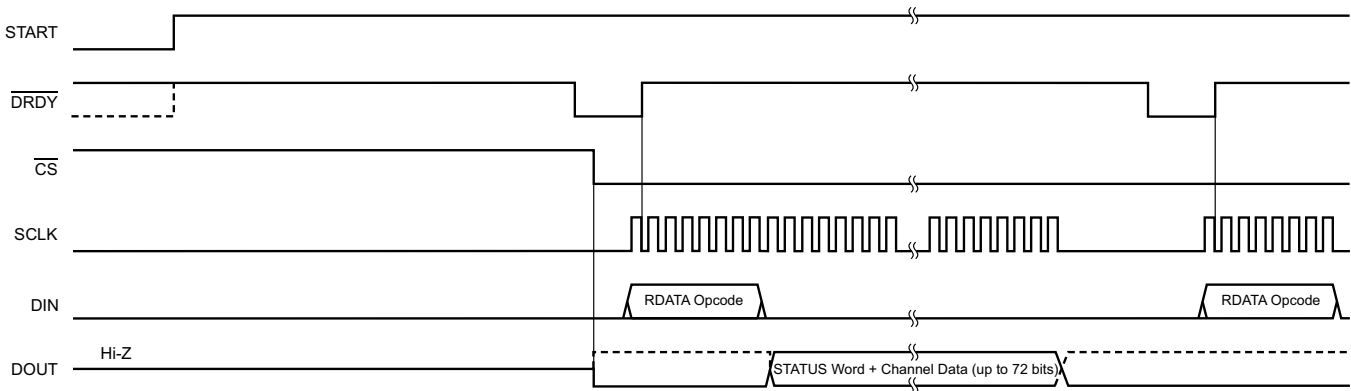 START
DRDY
CS
SCLK
DIN
RDATA Opcode
RDATA Opcode
Hi-Z
DOUT
STATUS Word + Channel Data (up to 72 bits)